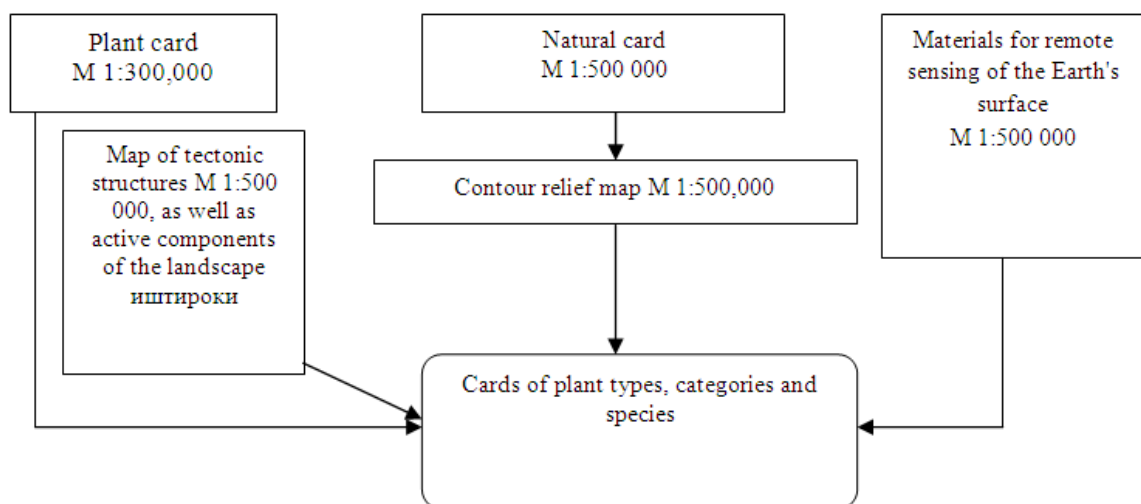 Plant card
M 1:300,000
Natural card
M 1:500 000
Materials for remote
sensing of the Earth's
surface
M 1:500 000
Map of tectonic
structures M 1:500
000, as well as
active components
of the landscape
иштироки
Contour relief map M 1:500,000
Cards of plant types, categories and
species